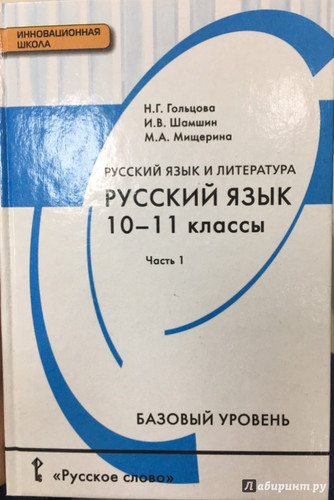 ИННОВАЦИОННАЯ
ШКОЛА
Н.Г. Гольцова
И.В. Шамшин
М.А. Мищерина
РУССКИЙ ЯЗЫК И ЛИТЕРАТУРА
РУССКИЙ ЯЗЫК
10–11 классы
Часть 1
БАЗОВЫЙ УРОВЕНЬ
«Русское слово»
Лабиринт.ру